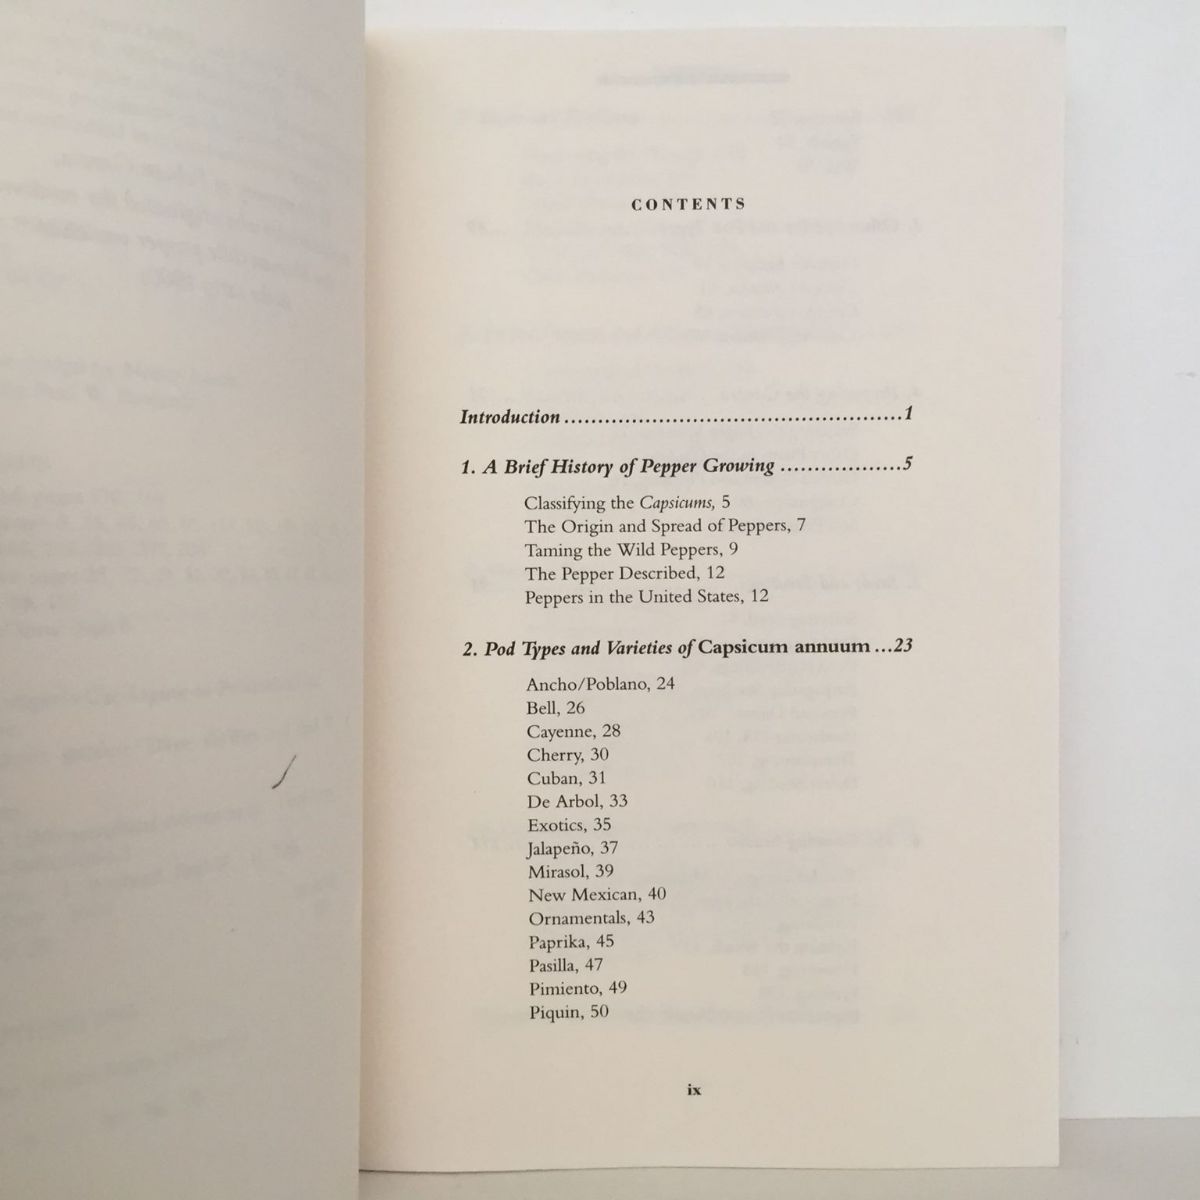 CONTENTS
Introduction ..................................................1
1. A Brief History of Pepper Growing ..................5
Classifying the Capsicums, 5
The Origin and Spread of Peppers, 7
Taming the Wild Peppers, 9
The Pepper Described, 12
Peppers in the United States, 12
2. Pod Types and Varieties of Capsicum annuum ...23
Ancho/Poblano, 24
Bell, 26
Cayenne, 28
Cherry, 30
Cuban, 31
De Arbol, 33
Exotics, 35
Jalapeño, 37
Mirasol, 39
New Mexican, 40
Ornamentals, 43
Paprika, 45
Pasilla, 47
Pimiento, 49
Piquin, 50
ix